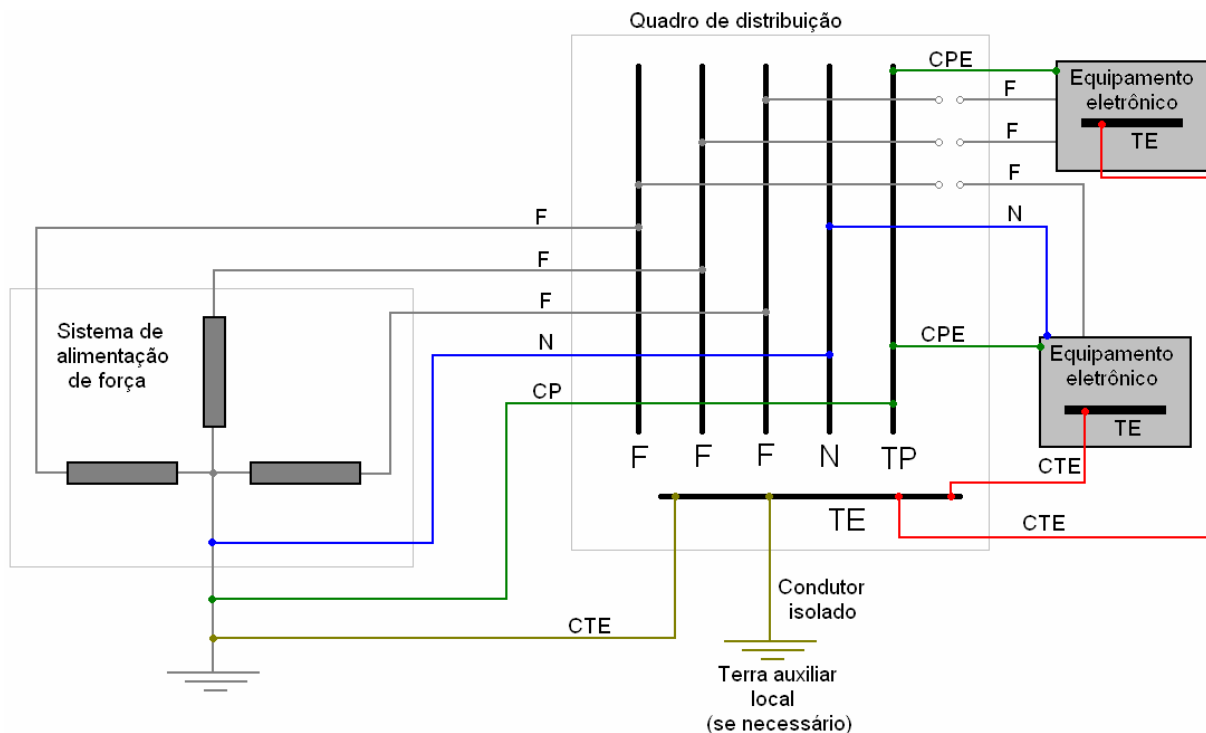 Quadro de distribuição
CPE
Equipamento
eletrônico
TE
F
F
F
N
F
F
F
N
CP
Sistema de
alimentação
de força
CPE
Equipamento
eletrônico
TE
F
F
F
N
TP
TE
CTE
CTE
CTE
Condutor
isolado
Terra auxiliar
local
(se necessário)